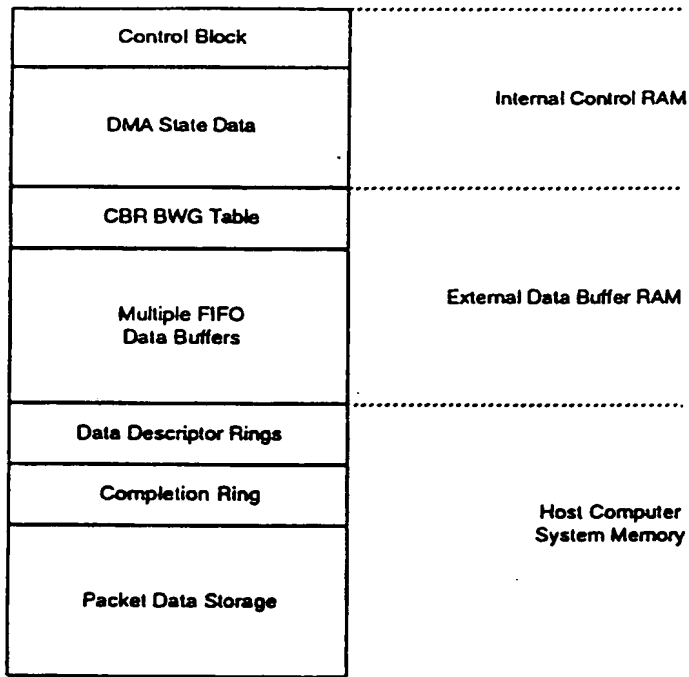 Control Block
Internal Control RAM
DMA State Data
CBR BWG Table
External Data Buffer RAM
Multiple FIFO
Data Buffers
Data Descriptor Rings
Completion Ring
Host Computer
System Memory
Packet Data Storage